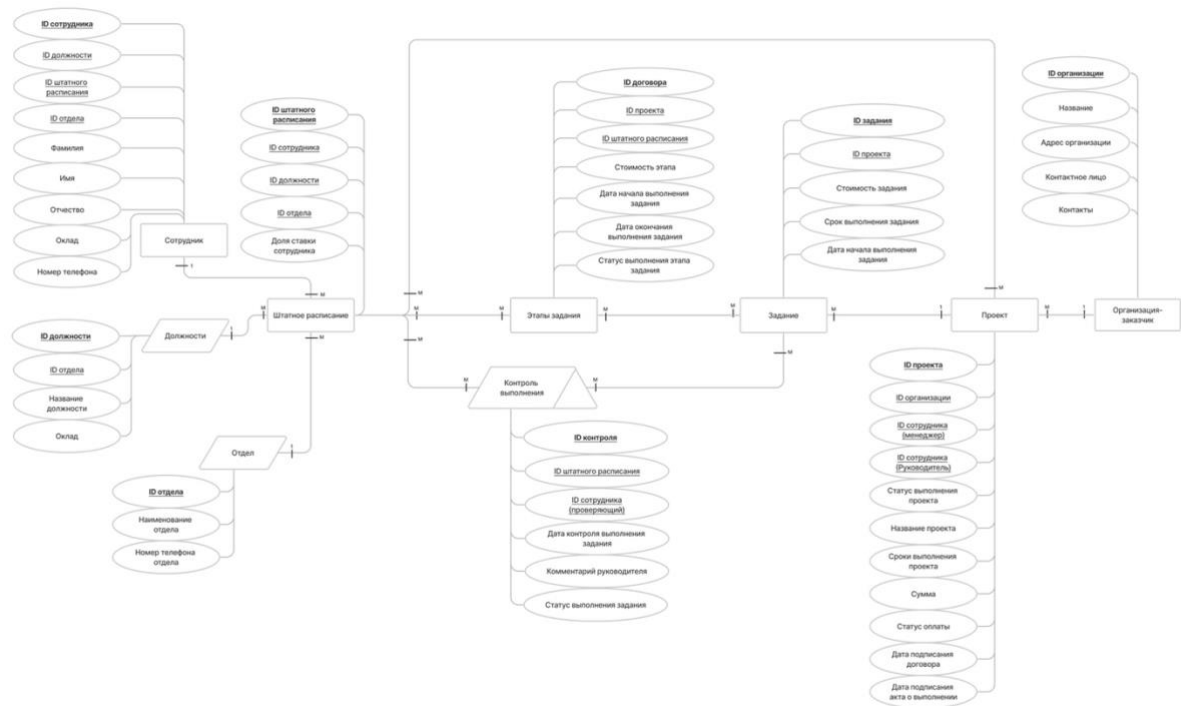 ID сотрудника
ID должности
ID штатного
расписания
ID отдела
Фамилия
Имя
Отчество
Оклад
Номер телефона
Сотрудник
1
M
ID штатного
расписания
ID сотрудника
ID должности
ID отдела
Доля ставки
сотрудника
Штатное расписание
M
1
Должности
ID должности
ID отдела
Название
должности
Оклад
M
1
Отдел
ID отдела
Наименование
отдела
Номер телефона
отдела
M
M
M
ID договора
ID проекта
ID штатного расписания
Стоимость этапа
Дата начала выполнения
задания
Дата окончания
выполнения задания
Статус выполнения этапа
задания
M
Этапы задания
M
M
M
Контроль
выполнения
M
ID контроля
ID штатного расписания
ID сотрудника
(проверяющий)
Дата контроля выполнения
задания
Комментарий руководителя
Статус выполнения задания
ID задания
ID проекта
Стоимость задания
Срок выполнения задания
Дата начала выполнения
задания
Задание
M
M
1
M
Проект
M
1
ID организации
Название
Адрес организации
Контактное лицо
Контакты
Организация-
заказчик
ID проекта
ID организации
ID сотрудника
(менеджер)
ID сотрудника
(Руководитель)
Статус выполнения
проекта
Название проекта
Сроки выполнения
проекта
Сумма
Статус оплаты
Дата подписания
договора
Дата подписания
акта о выполнении